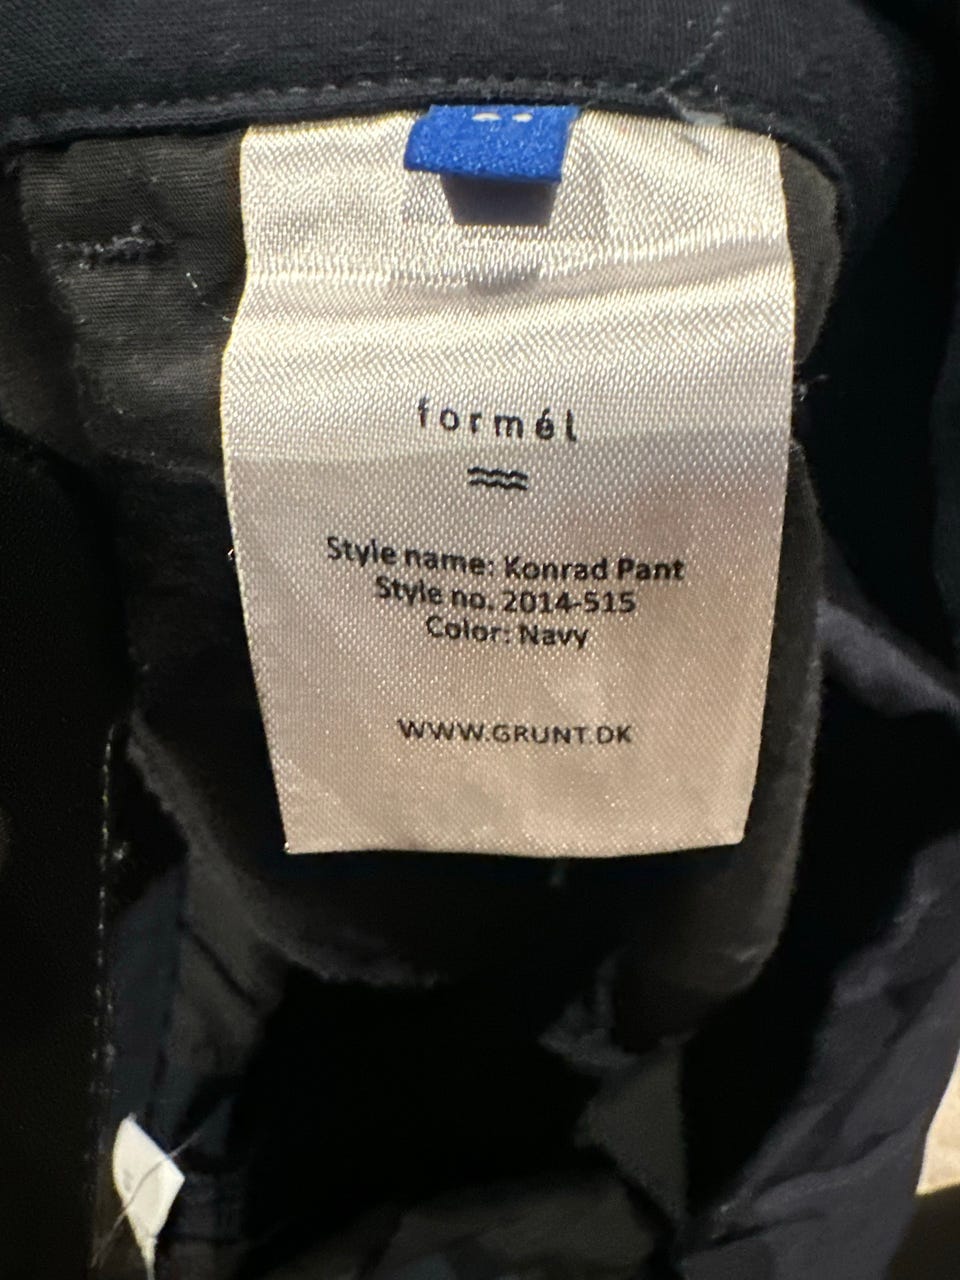 formél
Style name: Konrad Pant
Style no. 2014-515
Color: Navy
WWW.GRUNT.DK